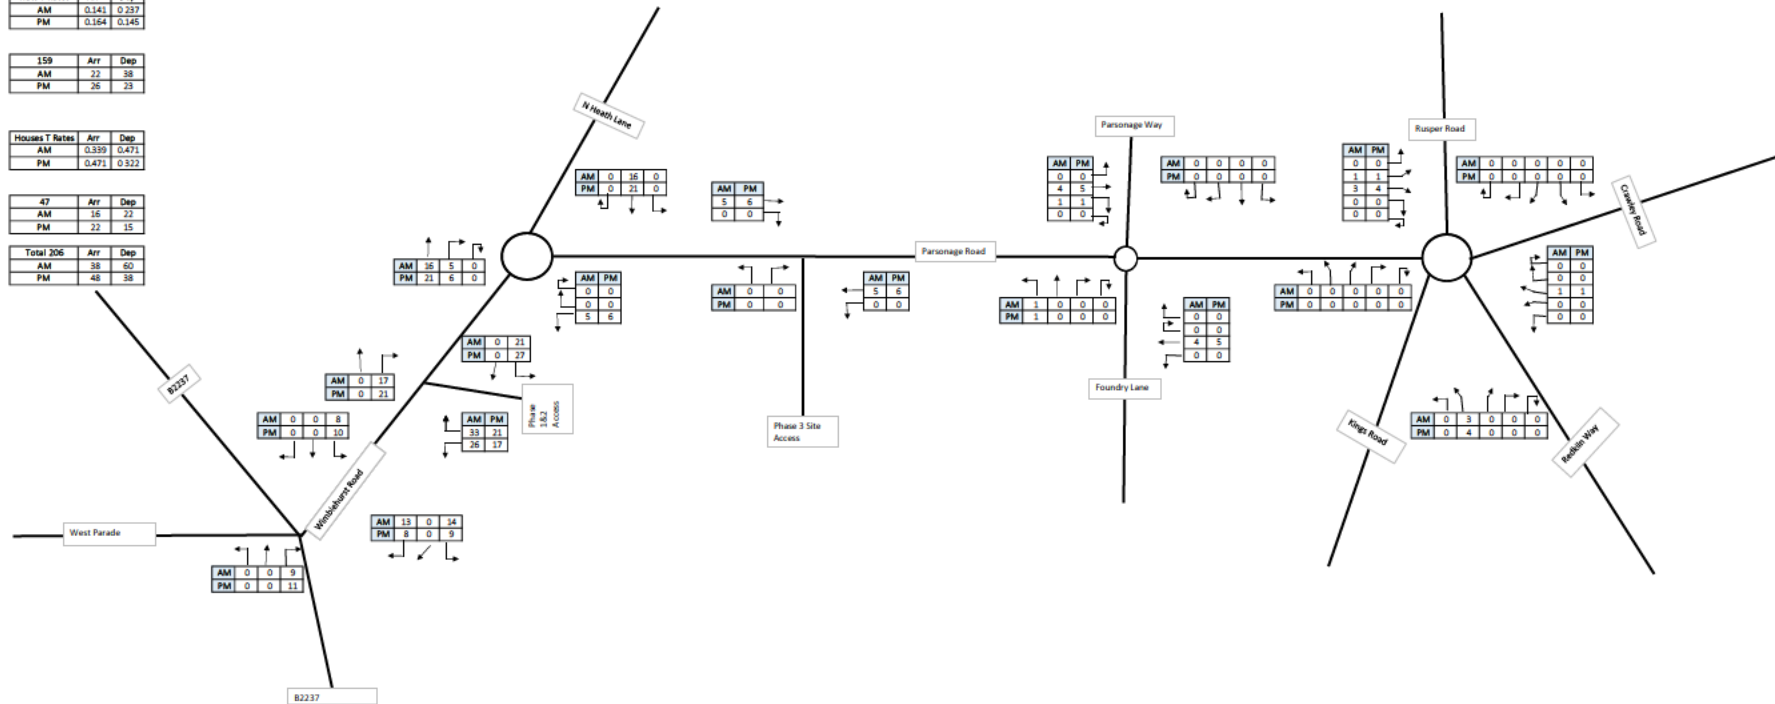 AM 0.141 0 237
PM 0.164 0.145
159 Arr Dep
AM 22 38
PM 26 23
Houses T Rates Arr Dep
AM 0.339 0.471
PM 0.471 0 322
47 Arr Dep
AM 16 22
PM 22 15
Total 206 Arr Dep
AM 38 60
PM 48 38
N Heath Lane
AM 0 16 0
PM 0 21 0
AM PM
5 6
0 0
AM 16 5 0
PM 21 6 0
AM PM
0 0
0 0
5 6
AM 0 0
PM 0 0
Parsonage Road
AM PM
5 6
0 0
Parsonage Way
AM PM
0 0
4 5
1 1
0 0
AM 0 0 0 0
PM 0 0 0 0
AM 1 0 0 0
PM 1 0 0 0
AM PM
0 0
0 0
4 5
0 0
Foundry Lane
Rusper Road
AM PM
0 0
1 1
3 4
0 0
0 0
AM 0 0 0 0 0
PM 0 0 0 0 0
Crawley Road
AM PM
0 0
0 0
1 1
0 0
0 0
AM 0 0 0 0 0
PM 0 0 0 0 0
AM 0 3 0 0 0
PM 0 4 0 0 0
Kings Road
Redkiln Way
AM 0 21
PM 0 27
AM 0 17
PM 0 21
Phase
1&2
Access
AM PM
33 21
26 17
Phase 3 Site
Access
B2237
AM 0 0 8
PM 0 0 10
Wimblehurst Road
West Parade
AM 13 0 14
PM 8 0 9
AM 0 0 9
PM 0 0 11
B2237